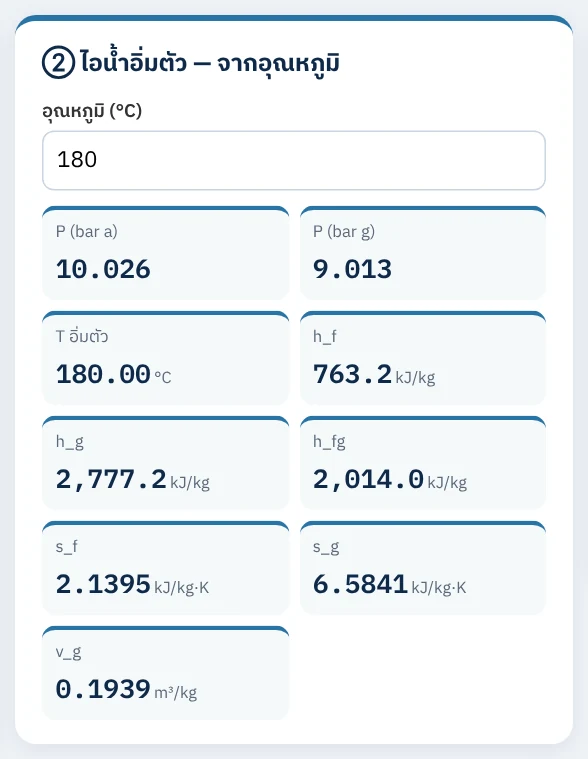 ② ไอน้ำอิ่มตัว — จากอุณหภูมิ
อุณหภูมิ (°C)
180
P (bar a)
10.026
P (bar g)
9.013
T อิ่มตัว
180.00 °C
h_f
763.2 kJ/kg
h_g
2,777.2 kJ/kg
h_fg
2,014.0 kJ/kg
s_f
2.1395 kJ/kg·K
s_g
6.5841 kJ/kg·K
v_g
0.1939 m³/kg